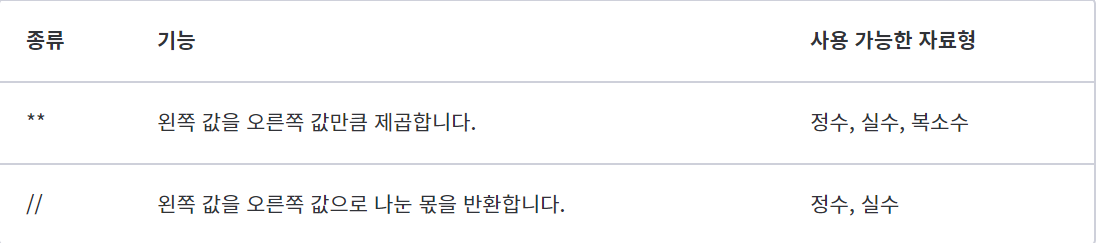 종류 기능 사용 가능한 자료형
** 왼쪽 값을 오른쪽 값만큼 제곱합니다. 정수, 실수, 복소수
// 왼쪽 값을 오른쪽 값으로 나눈 몫을 반환합니다. 정수, 실수